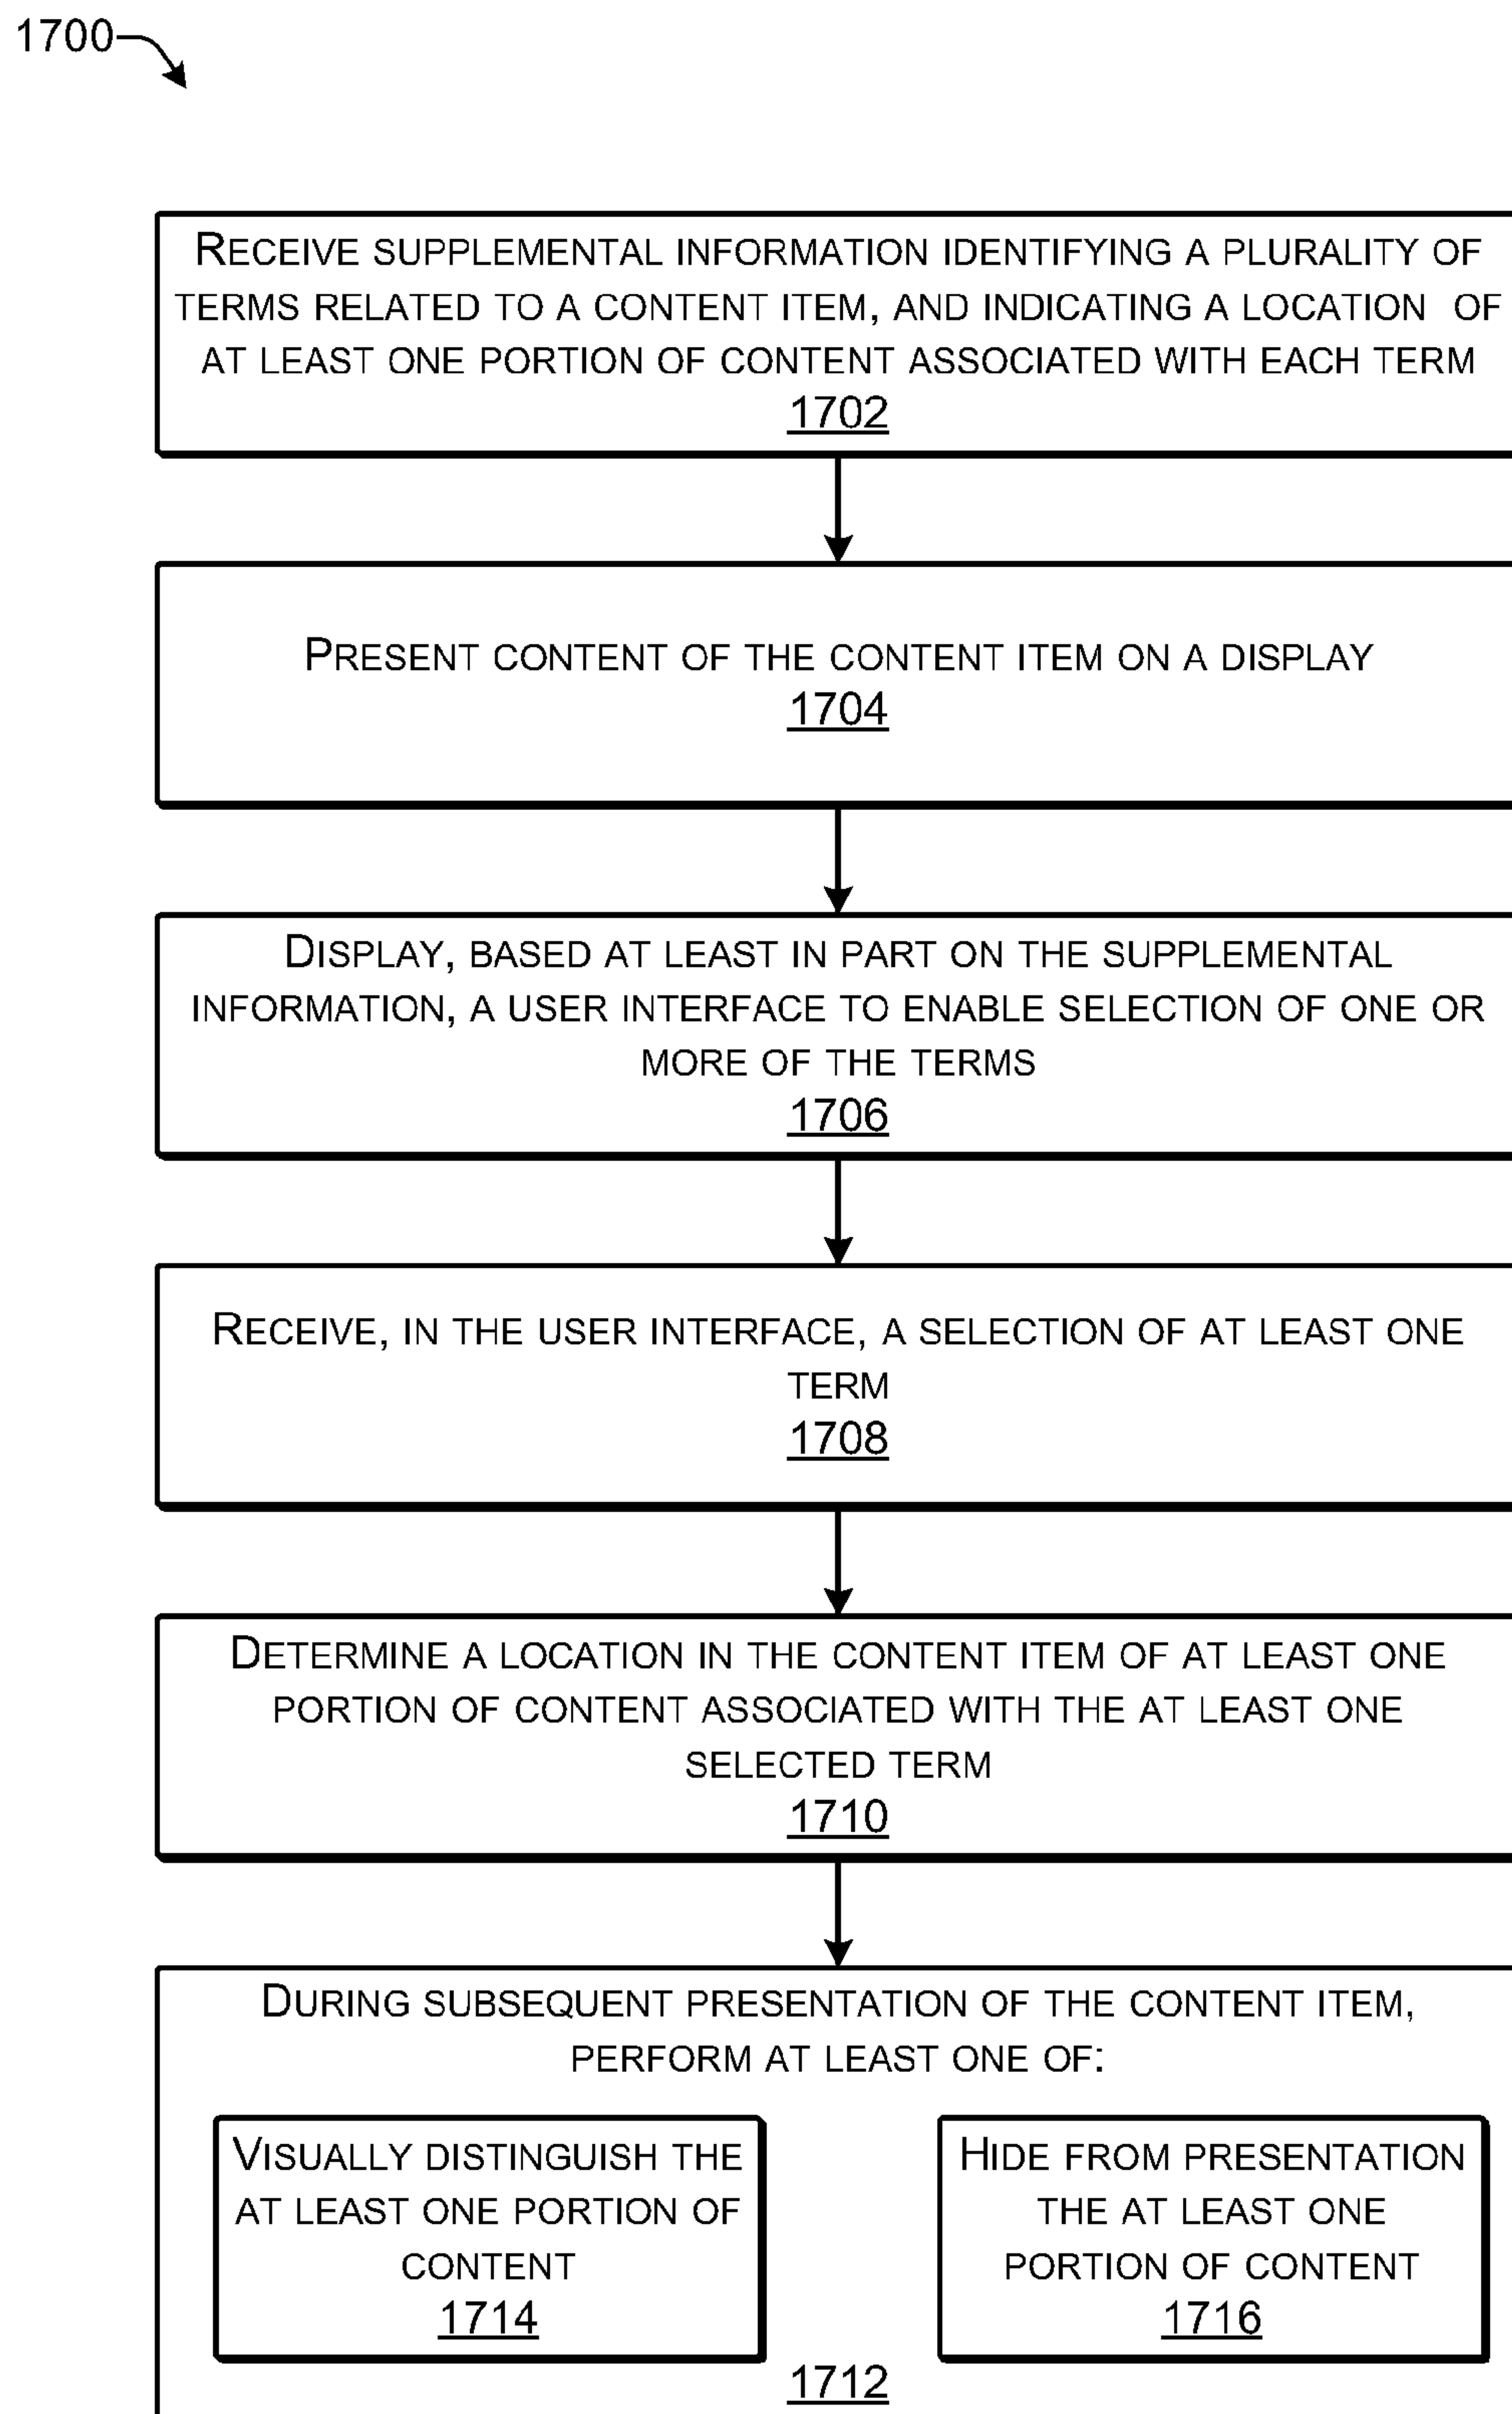 1700
RECEIVE SUPPLEMENTAL INFORMATION IDENTIFYING A PLURALITY OF
TERMS RELATED TO A CONTENT ITEM, AND INDICATING A LOCATION OF
AT LEAST ONE PORTION OF CONTENT ASSOCIATED WITH EACH TERM
1702
PRESENT CONTENT OF THE CONTENT ITEM ON A DISPLAY
1704
DISPLAY, BASED AT LEAST IN PART ON THE SUPPLEMENTAL
INFORMATION, A USER INTERFACE TO ENABLE SELECTION OF ONE OR
MORE OF THE TERMS
1706
RECEIVE, IN THE USER INTERFACE, A SELECTION OF AT LEAST ONE
TERM
1708
DETERMINE A LOCATION IN THE CONTENT ITEM OF AT LEAST ONE
PORTION OF CONTENT ASSOCIATED WITH THE AT LEAST ONE
SELECTED TERM
1710
DURING SUBSEQUENT PRESENTATION OF THE CONTENT ITEM,
PERFORM AT LEAST ONE OF:
VISUALLY DISTINGUISH THE
AT LEAST ONE PORTION OF
CONTENT
1714
HIDE FROM PRESENTATION
THE AT LEAST ONE
PORTION OF CONTENT
1716
1712